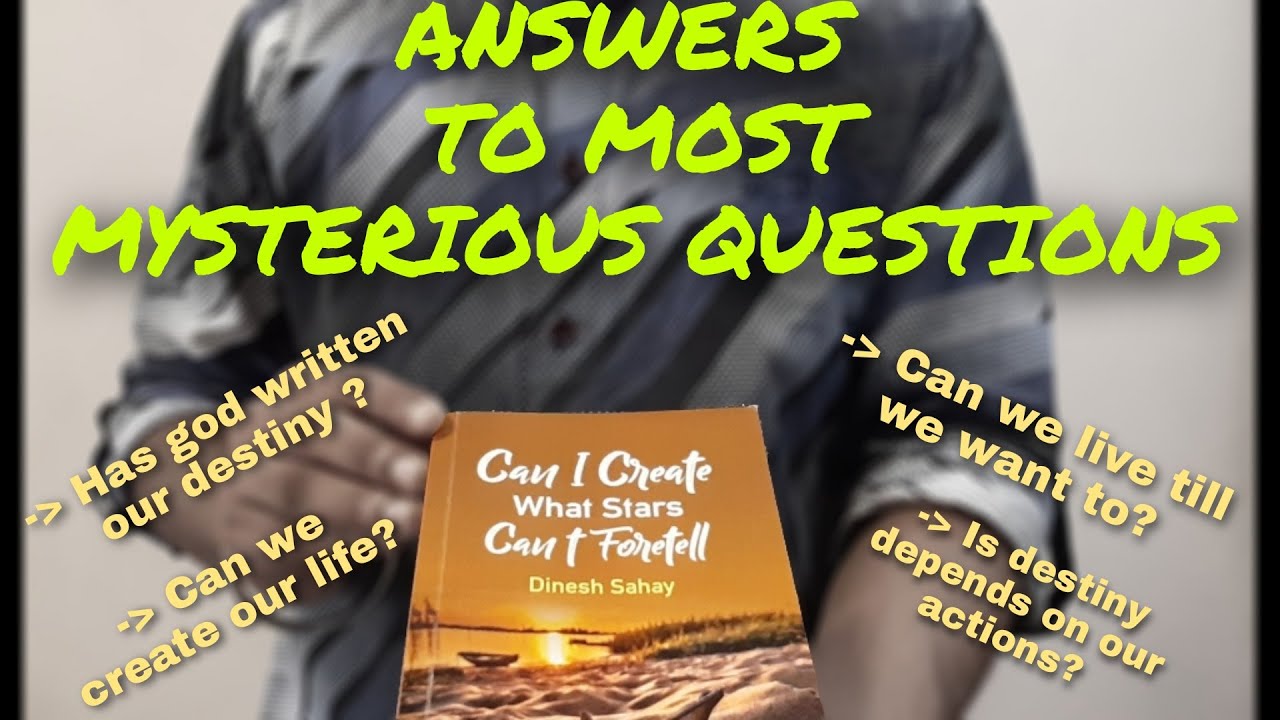 ANSWERS
TO MOST
MYSTERIOUS QUESTIONS
-> Has god written
our destiny ?
-> Can we
create our life?
-> Can we live till
we want to?
-> Is destiny
depends on our
actions?
Can I Create
What Stars
Can t Foretell
Dinesh Sahay